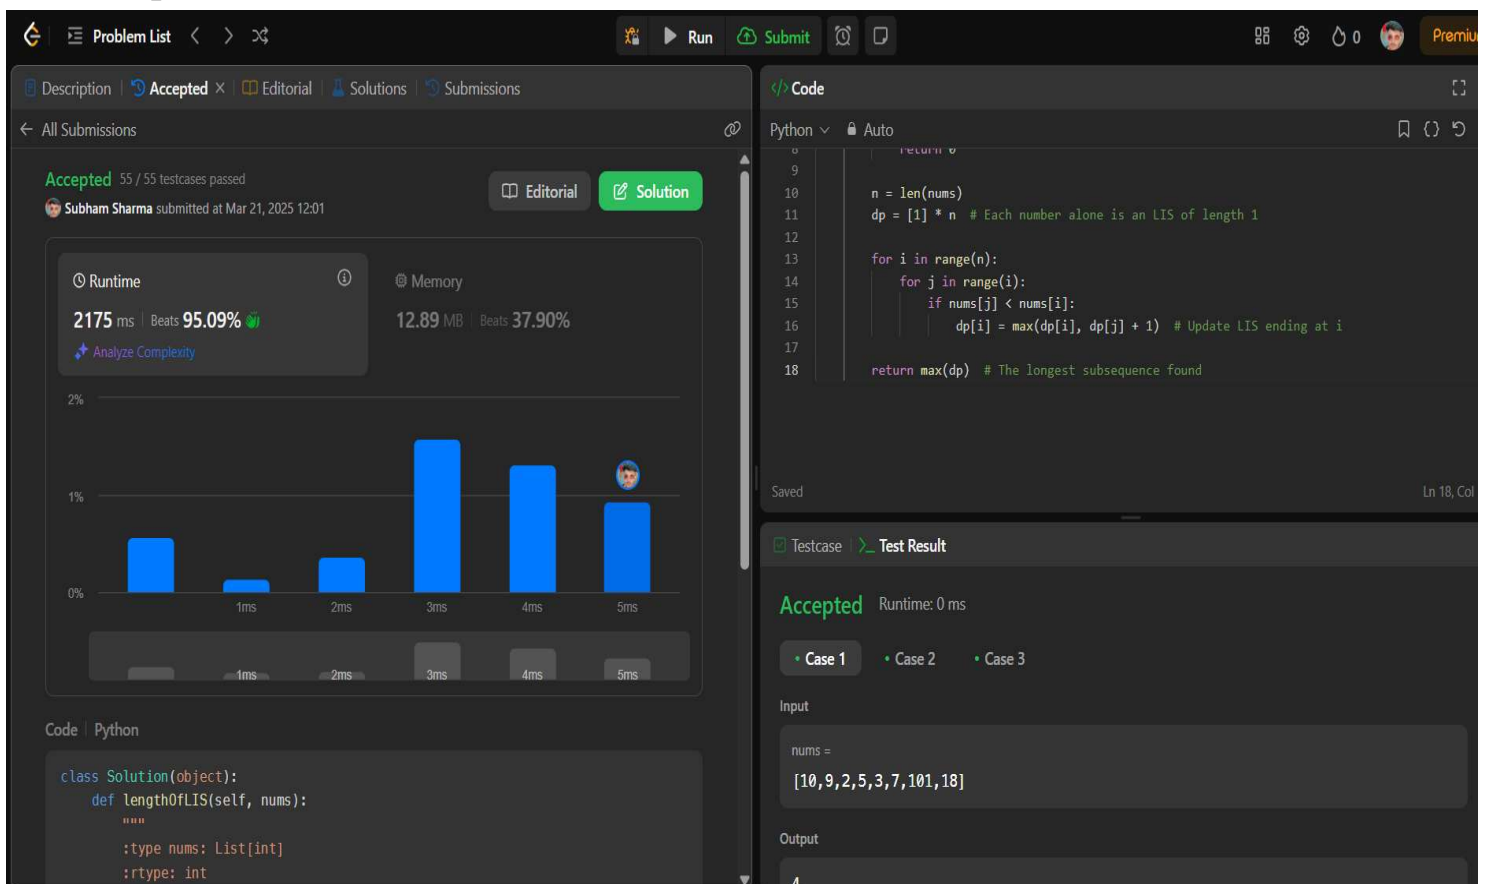 Problem List
Run
Submit
0
Premiu
Description
Accepted
Editorial
Solutions
Submissions
All Submissions
Accepted 55 / 55 testcases passed
Subham Sharma submitted at Mar 21, 2025 12:01
Editorial
Solution
Runtime
2175 ms Beats 95.09%
Analyze Complexity
Memory
12.89 MB Beats 37.90%
2%
1%
0%
1ms 2ms 3ms 4ms 5ms
1ms 2ms 3ms 4ms 5ms
Code Python
class Solution(object):
def lengthOfLIS(self, nums):
"""
:type nums: List[int]
:rtype: int
</> Code
Python Auto
8 return 0
9
10 n = len(nums)
11 dp = [1] * n # Each number alone is an LIS of length 1
12
13 for i in range(n):
14 for j in range(i):
15 if nums[j] < nums[i]:
16 dp[i] = max(dp[i], dp[j] + 1) # Update LIS ending at i
17
18 return max(dp) # The longest subsequence found
Saved
Ln 18, Col
Testcase
Test Result
Accepted Runtime: 0 ms
Case 1 Case 2 Case 3
Input
nums =
[10,9,2,5,3,7,101,18]
Output
4